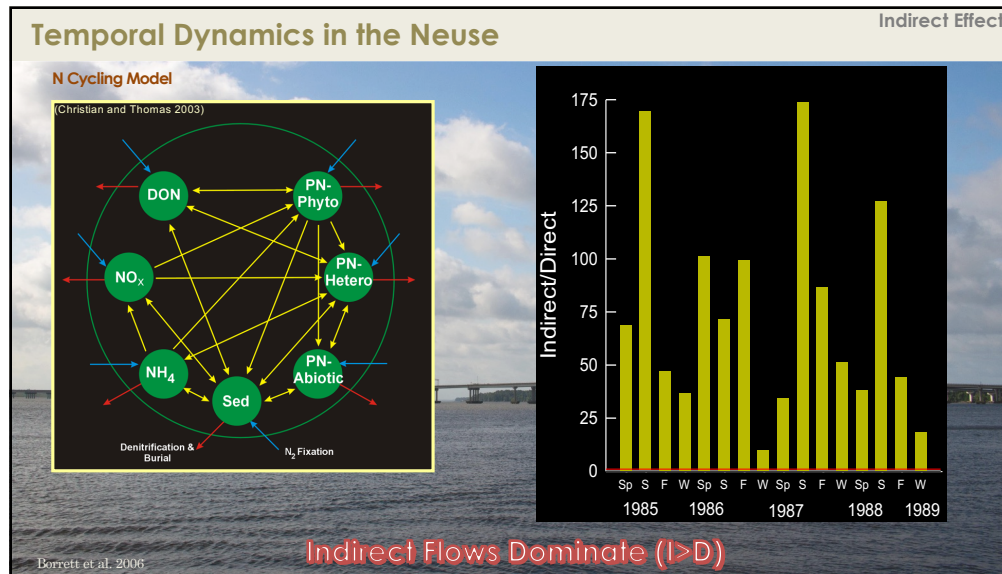 Indirect Effect
Temporal Dynamics in the Neuse
N Cycling Model
(Christian and Thomas 2003)
DON
PN-
Phyto
NOX
PN-
Hetero
NH4
PN-
Abiotic
Sed
Denitrification &
Burial
N2 Fixation
Indirect/Direct
175
150
125
100
75
50
25
0
Sp S F W Sp S F W Sp S F W Sp S F W
1985 1986 1987 1988 1989
Indirect Flows Dominate (I>D)
Borrett et al. 2006